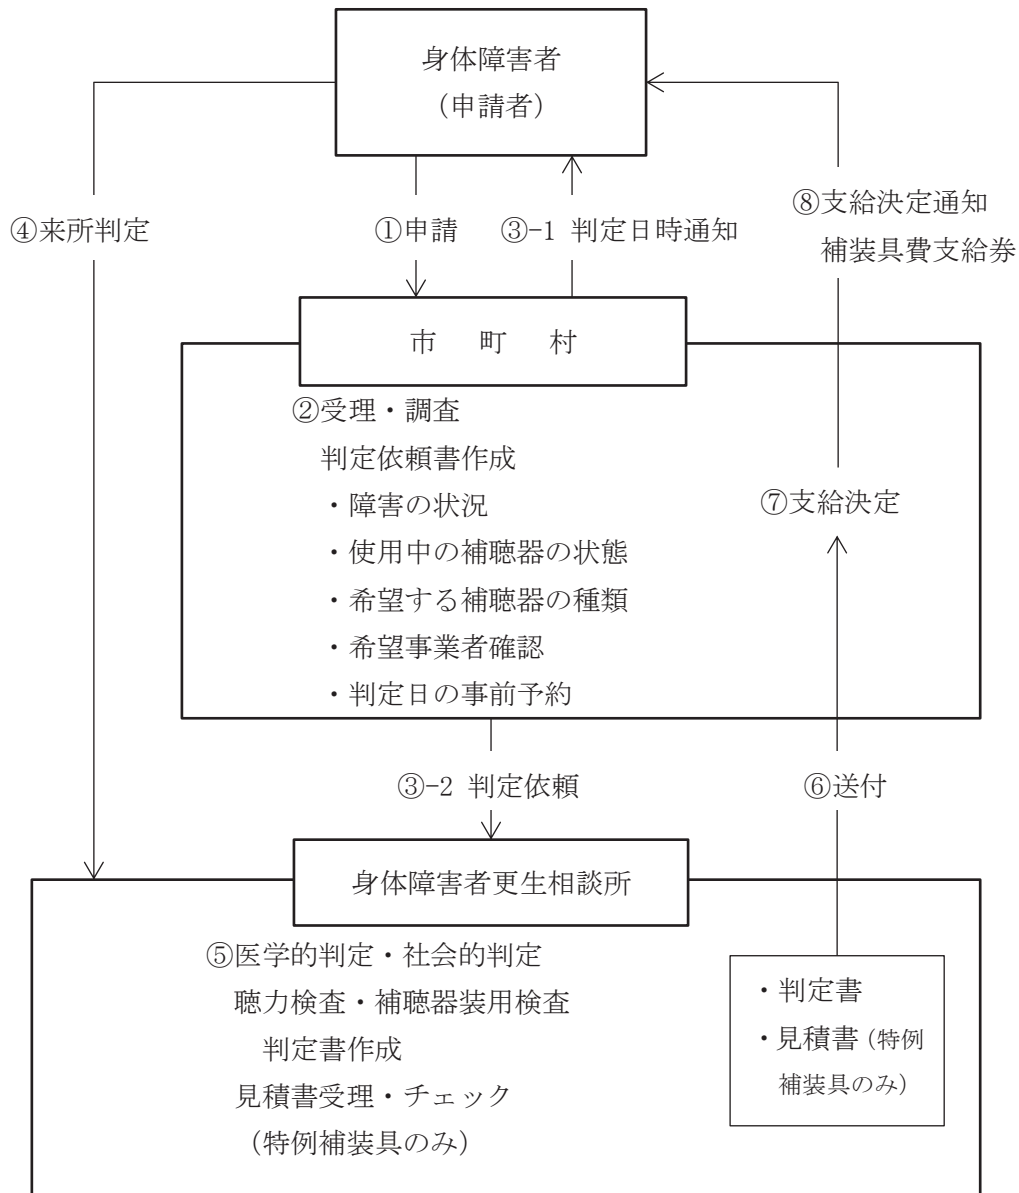 身体障害者
（申請者）
④来所判定
①申請
③-1 判定日時通知
⑧支給決定通知
補装具費支給券
市　町　村
②受理・調査
判定依頼書作成
・障害の状況
・使用中の補聴器の状態
・希望する補聴器の種類
・希望事業者確認
・判定日の事前予約
⑦支給決定
③-2 判定依頼
⑥送付
身体障害者更生相談所
⑤医学的判定・社会的判定
聴力検査・補聴器装用検査
判定書作成
見積書受理・チェック
（特例補装具のみ）
・判定書
・見積書（特例
補装具のみ）